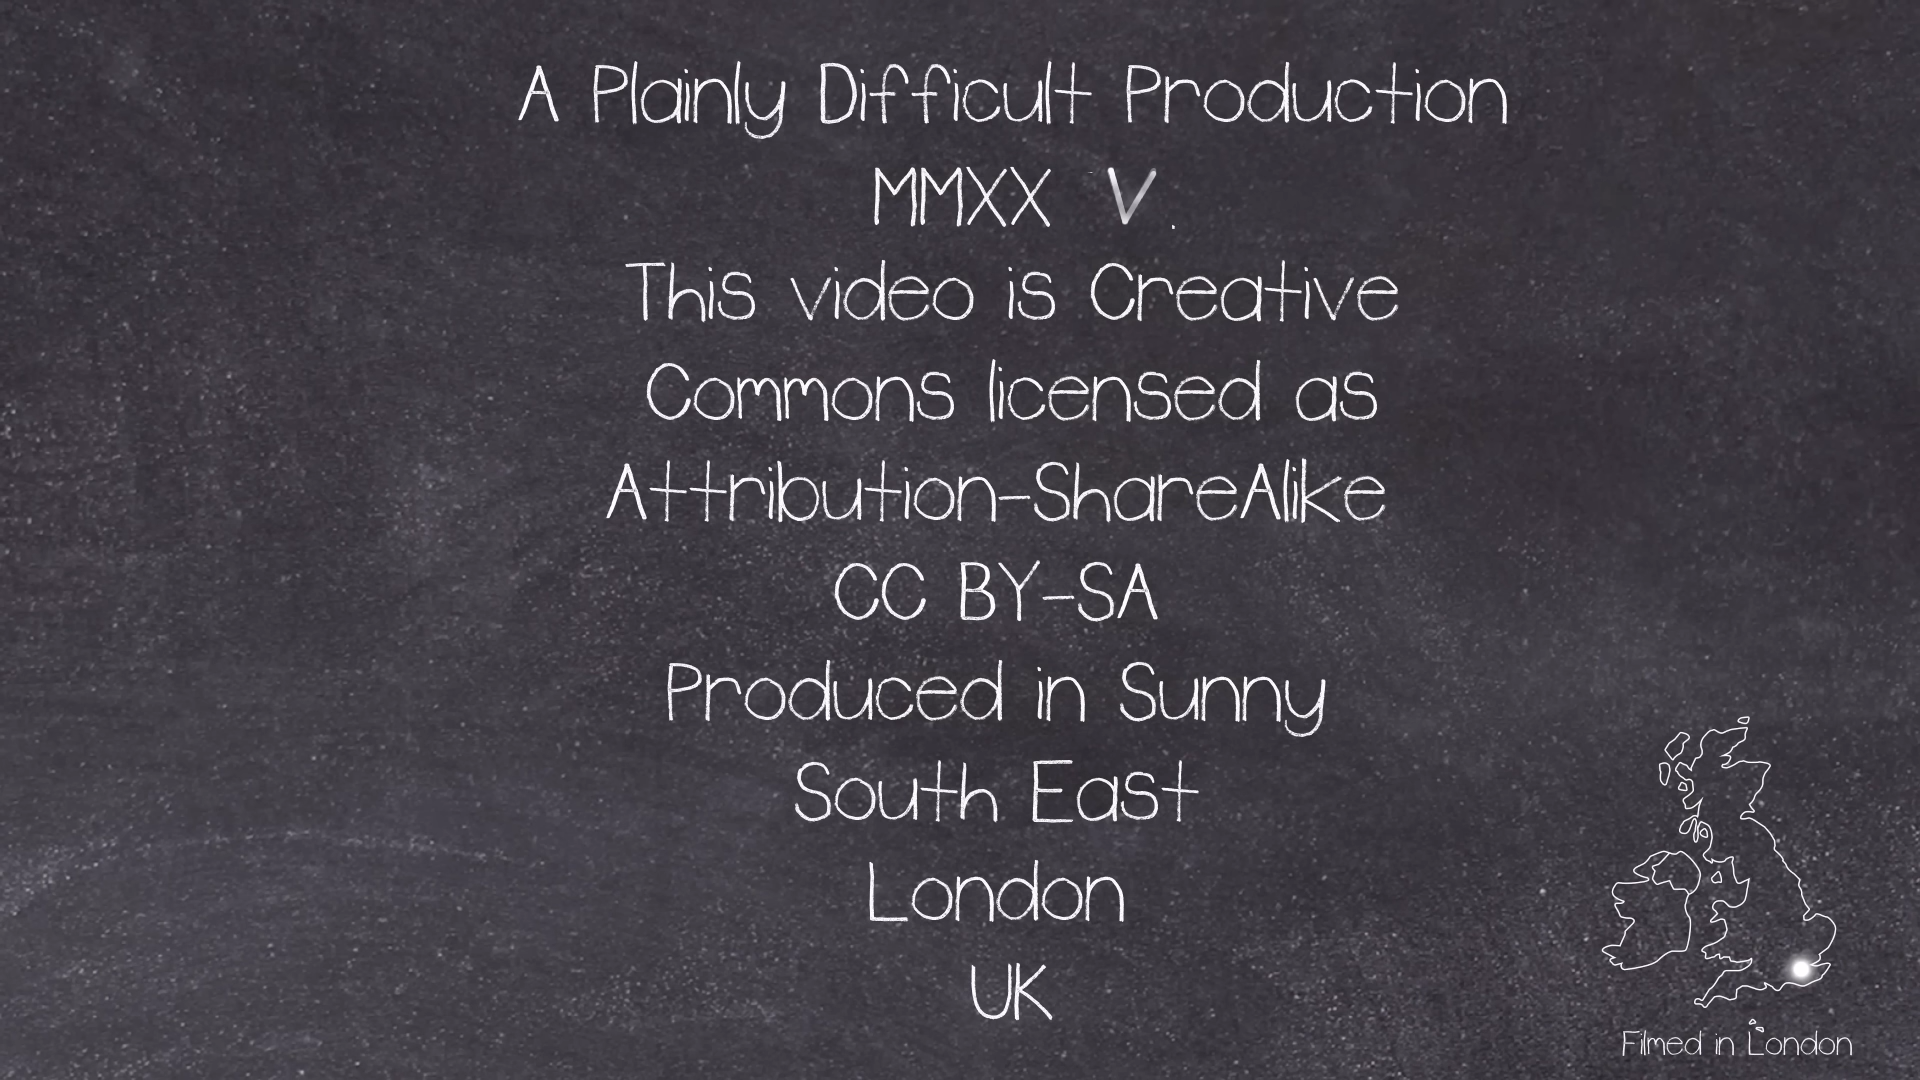 A Plainly Difficult Production
MMXX V.
This video is Creative
Commons licensed as
Attribution-ShareAlike
CC BY-SA
Produced in Sunny
South East
London
UK
Filmed in London